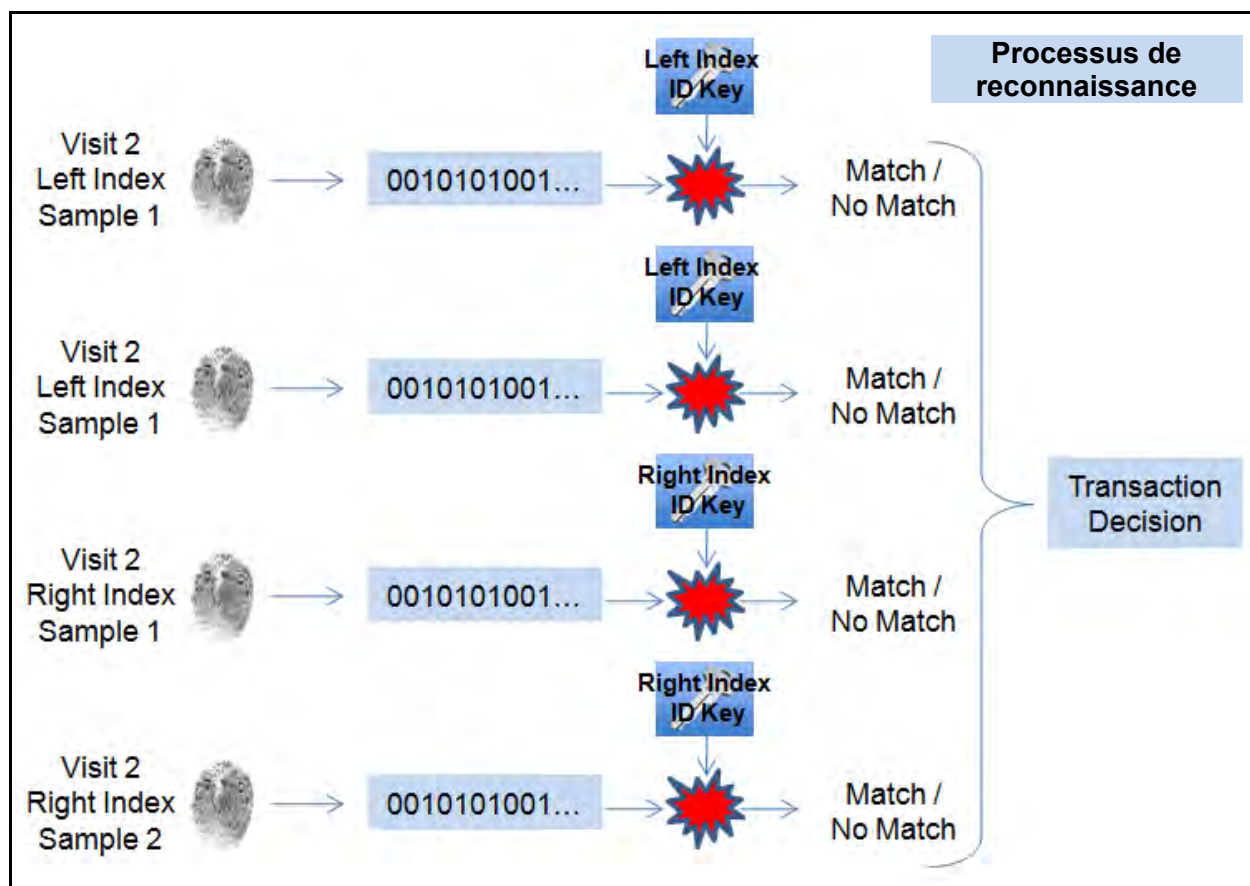 Processus de
reconnaissance
Left Index
ID Key
Visit 2
Left Index
Sample 1
0010101001...
Match /
No Match
Left Index
ID Key
Visit 2
Left Index
Sample 1
0010101001...
Match /
No Match
Right Index
ID Key
Visit 2
Right Index
Sample 1
0010101001...
Match /
No Match
Right Index
ID Key
Visit 2
Right Index
Sample 2
0010101001...
Match /
No Match
Transaction
Decision